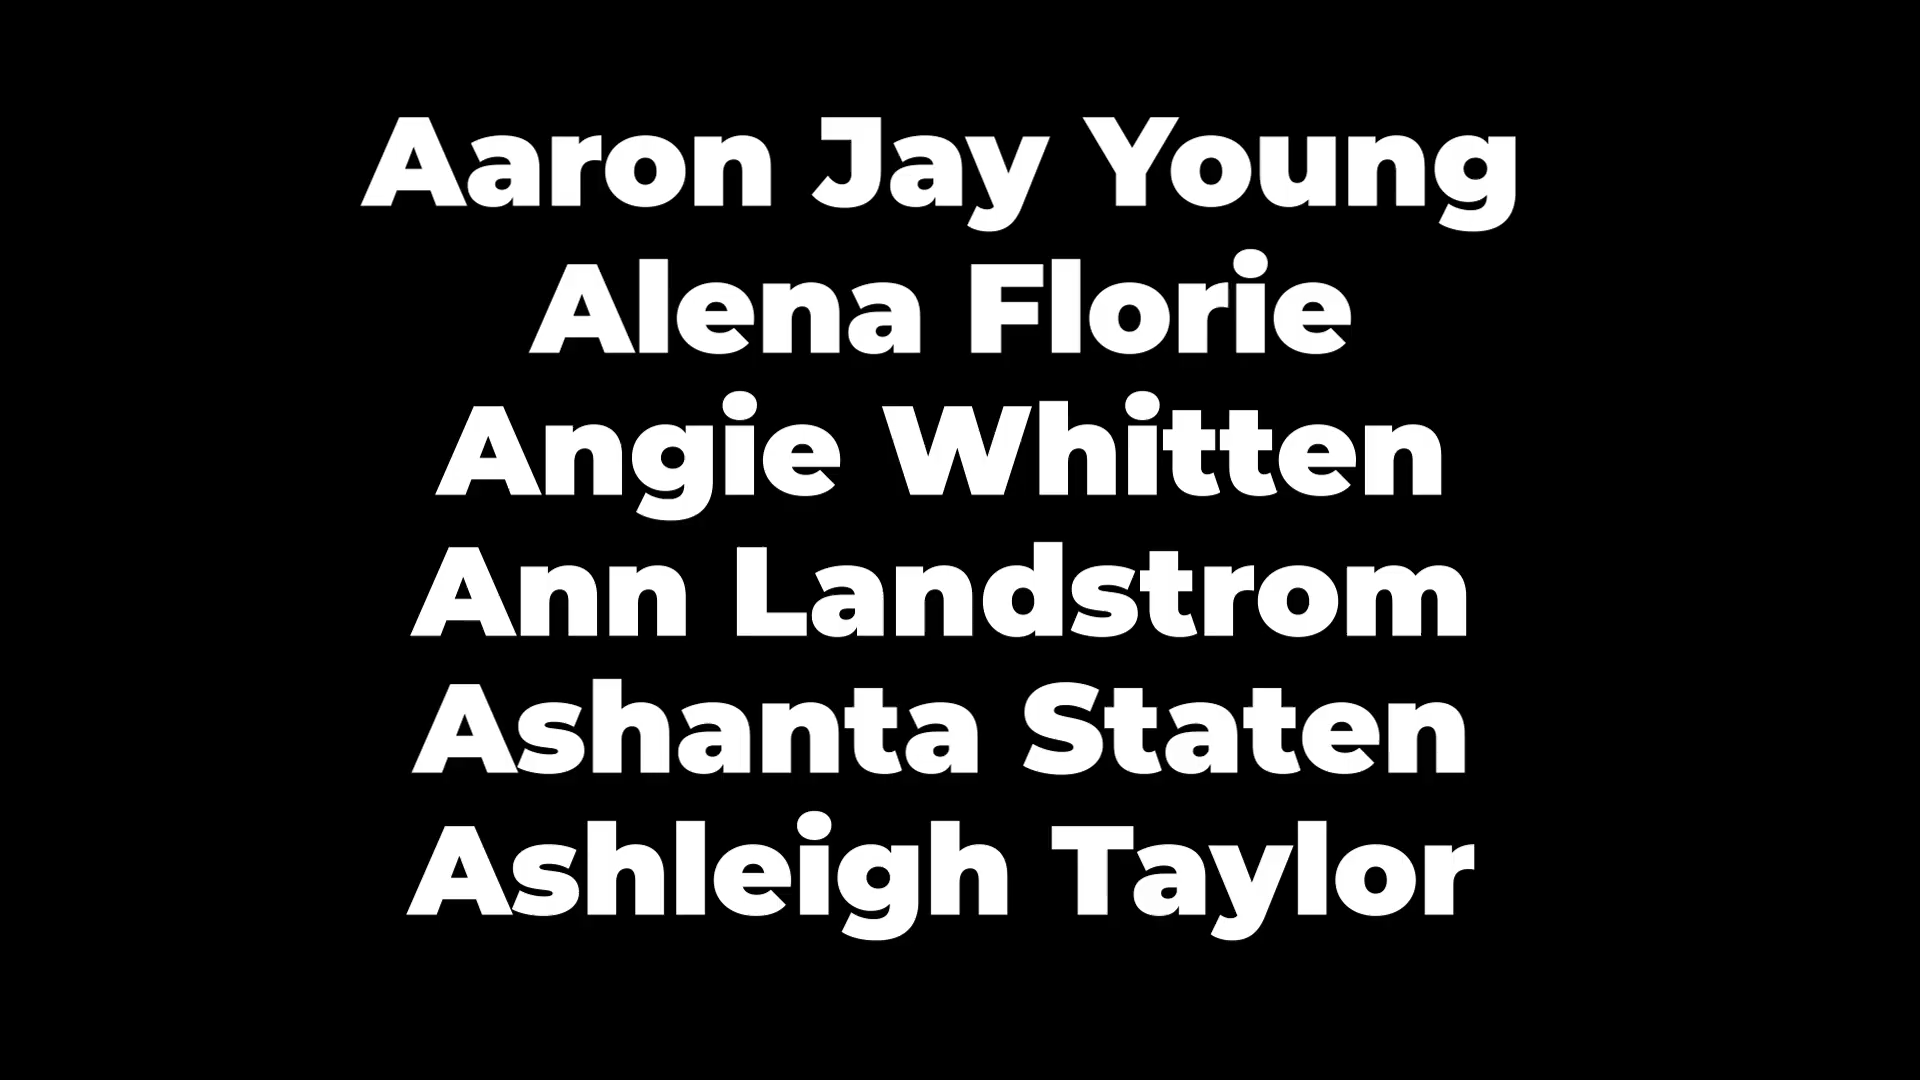 Aaron Jay Young
Alena Florie
Angie Whitten
Ann Landstrom
Ashanta Staten
Ashleigh Taylor